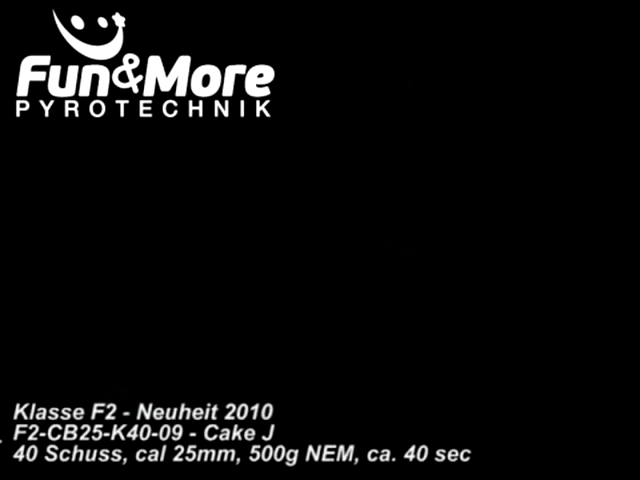 Fun&More
PYROTECHNIK
Klasse F2 - Neuheit 2010
F2-CB25-K40-09 - Cake J
40 Schuss, cal 25mm, 500g NEM, ca. 40 sec